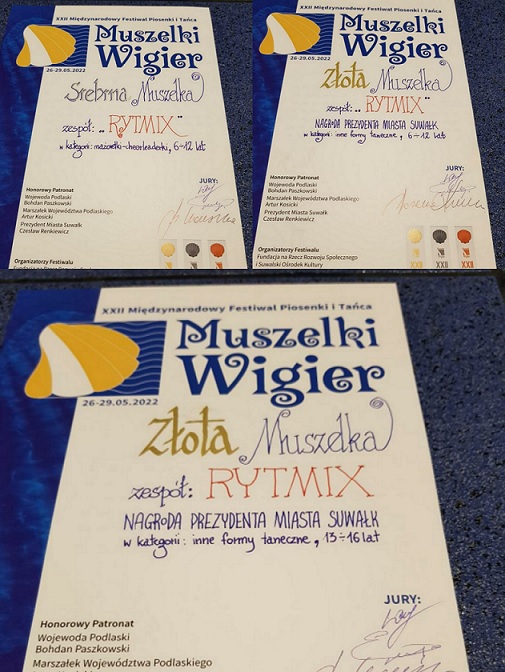 XXII Międzynarodowy Festiwal Piosenki i Tańca
Muszelki
Wigier
26-29.05.2022
Srebrna Muszelka
zespół: „RYTMIX"
w kategorii: mażoretki-cheerleaderki, 6÷12 lat
JURY:
Honorowy Patronat
Wojewoda Podlaski
Bohdan Paszkowski
Marszałek Województwa Podlaskiego
Artur Kosicki
Prezydent Miasta Suwałk
Czesław Renkiewicz
Organizatorzy Festiwalu
XXII Międzynarodowy Festiwal Piosenki i Tańca
Muszelki
Wigier
26-29.05.2022
Złota Muszelka
zespół: „RYTMIX"
NAGRODA PREZYDENTA MIASTA SUWAŁK
w kategorii: inne formy taneczne, 6÷12 lat
JURY:
Honorowy Patronat
Wojewoda Podlaski
Bohdan Paszkowski
Marszałek Województwa Podlaskiego
Artur Kosicki
Prezydent Miasta Suwałk
Czesław Renkiewicz
XXII XXII XXII
Organizatorzy Festiwalu
Fundacja na Rzecz Rozwoju Społecznego
i Suwalski Ośrodek Kultury
XXII Międzynarodowy Festiwal Piosenki i Tańca
Muszelki
Wigier
26-29.05.2022
Złota Muszelka
zespół: RYTMIX
NAGRODA PREZYDENTA MIASTA SUWAŁK
w kategorii: inne formy taneczne, 13÷16 lat
JURY:
Honorowy Patronat
Wojewoda Podlaski
Bohdan Paszkowski
Marszałek Województwa Podlaskiego